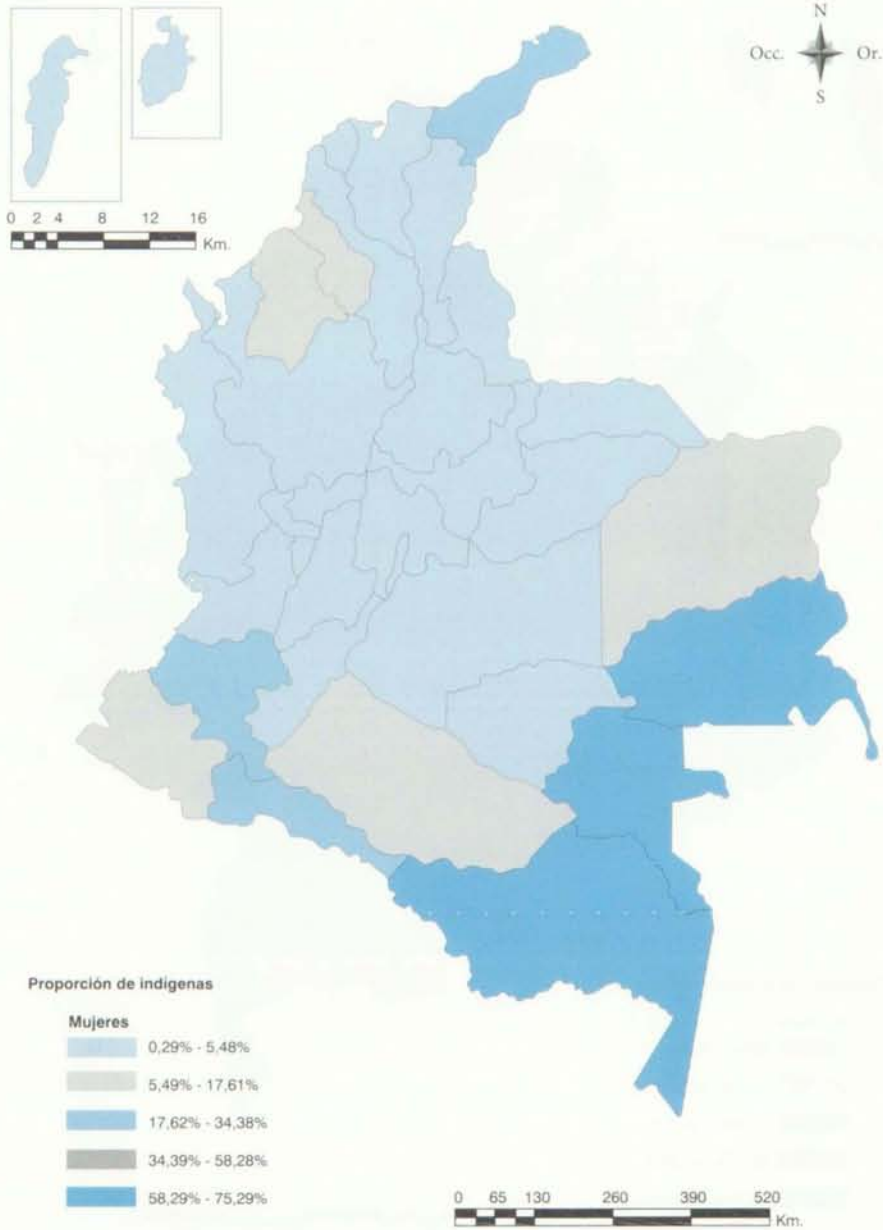 N
Occ. Or.
S
0 2 4 8 12 16
Km.
Proporción de indígenas
Mujeres
0,29% - 5,48%
5,49% - 17,61%
17,62% - 34,38%
34,39% - 58,28%
58,29% - 75,29%
0 65 130 260 390 520
Km.